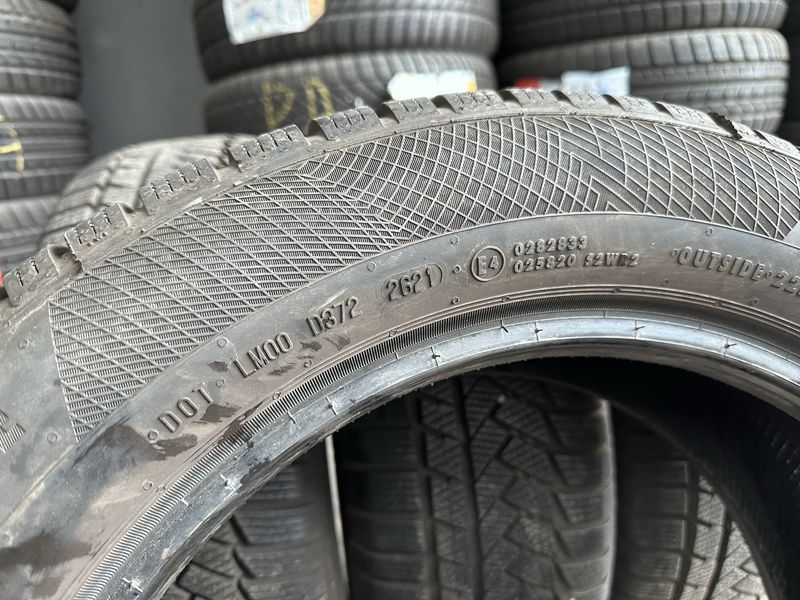 DOT LM00 D372 2621 E4 0282833
025820 S2WR2
OUTSIDE